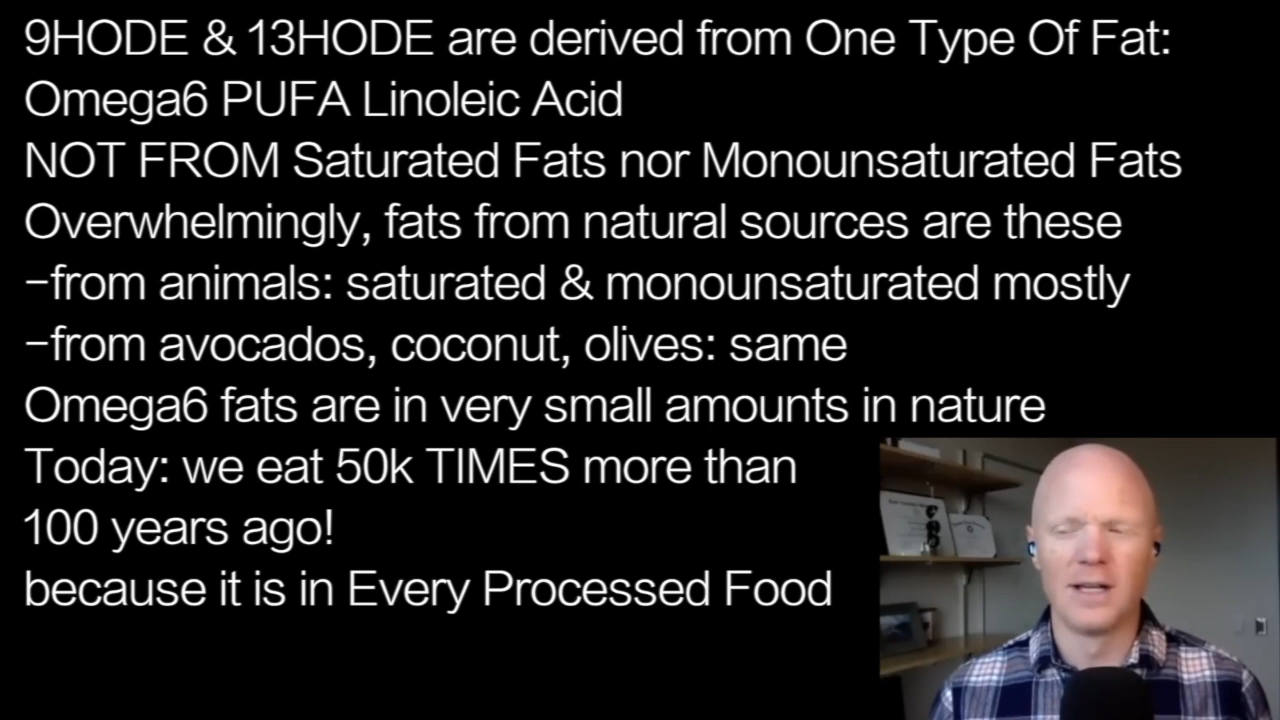 9HODE & 13HODE are derived from One Type Of Fat:
Omega6 PUFA Linoleic Acid
NOT FROM Saturated Fats nor Monounsaturated Fats
Overwhelmingly, fats from natural sources are these
–from animals: saturated & monounsaturated mostly
–from avocados, coconut, olives: same
Omega6 fats are in very small amounts in nature
Today: we eat 50k TIMES more than
100 years ago!
because it is in Every Processed Food